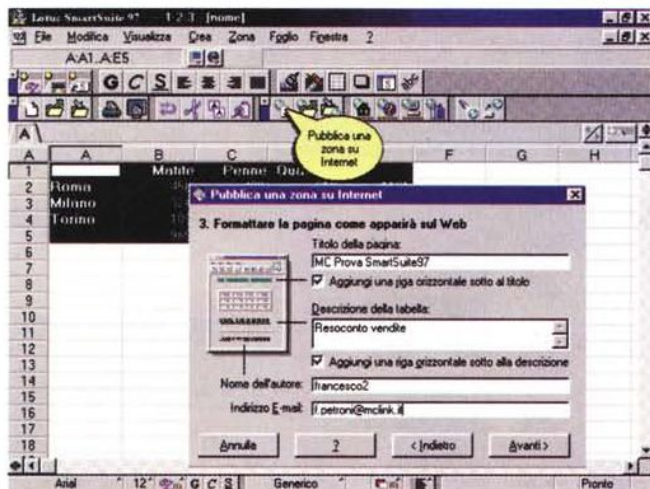 Lotus SmartSuite 97 - 1-2-3 [nome]
File Modifica Visualizza Crea Zona Foglio Finestra ?
A:A1..A:E5
G C S
Pubblica una
zona su
Internet
A
A A B C F G H
1 Matite Penne
2 Roma
3 Milano
4 Torino
5
6
7
8
9
10
11
12
13
14
15
16
17
18
Pubblica una zona su Internet
3. Formattare la pagina come apparirà sul Web
Titolo della pagina:
MC Prova SmartSuite97
Aggiungi una riga orizzontale sotto al titolo
Descrizione della tabella:
Resoconto vendite
Aggiungi una riga orizzontale sotto alla descrizione
Nome dell'autore: francesco2
Indirizzo E-mail: f.petroni@mclink.it
Annulla ? < Indietro Avanti >
Arial 12 G C S Generico Pronto